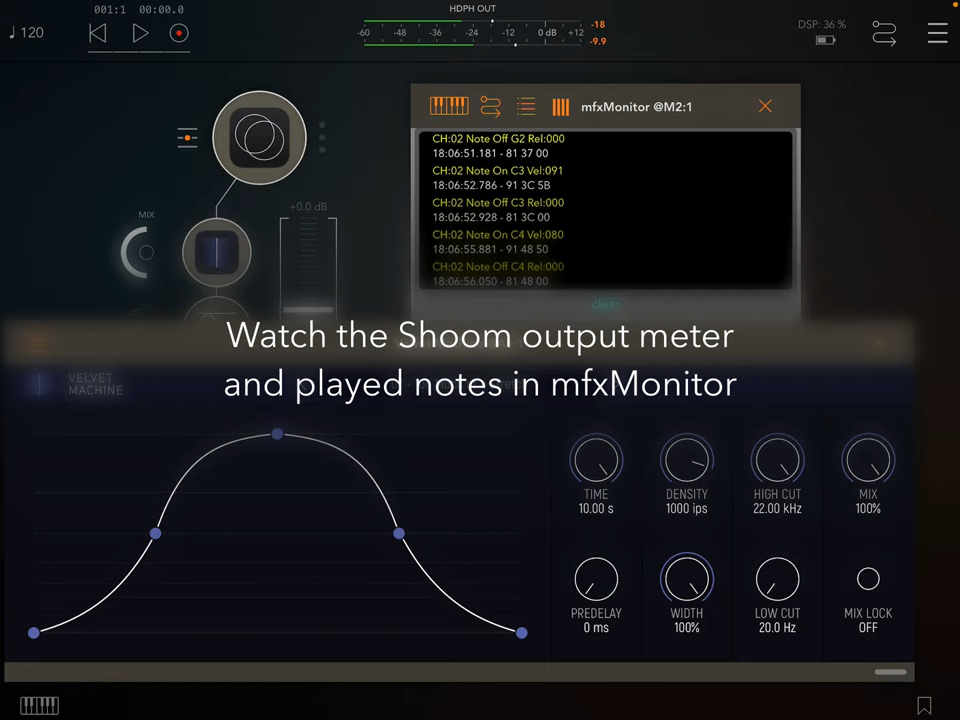 001:1 00:00.0
♩ 120
HDPH OUT
-60 -48 -36 -24 -12 0 dB +12
-18
-9.9
DSP: 36 %
mfxMonitor @M2:1
CH:02 Note Off G2 Rel:000
18:06:51.181 - 81 37 00
CH:02 Note On C3 Vel:091
18:06:52.786 - 91 3C 5B
CH:02 Note Off C3 Rel:000
18:06:52.928 - 81 3C 00
CH:02 Note On C4 Vel:080
18:06:55.881 - 91 48 50
CH:02 Note Off C4 Rel:000
18:06:56.050 - 81 48 00
clear
MIX
+0.0 dB
Watch the Shoom output meter
and played notes in mfxMonitor
VELVET
MACHINE
TIME
10.00 s
DENSITY
1000 ips
HIGH CUT
22.00 kHz
MIX
100%
PREDELAY
0 ms
WIDTH
100%
LOW CUT
20.0 Hz
MIX LOCK
OFF